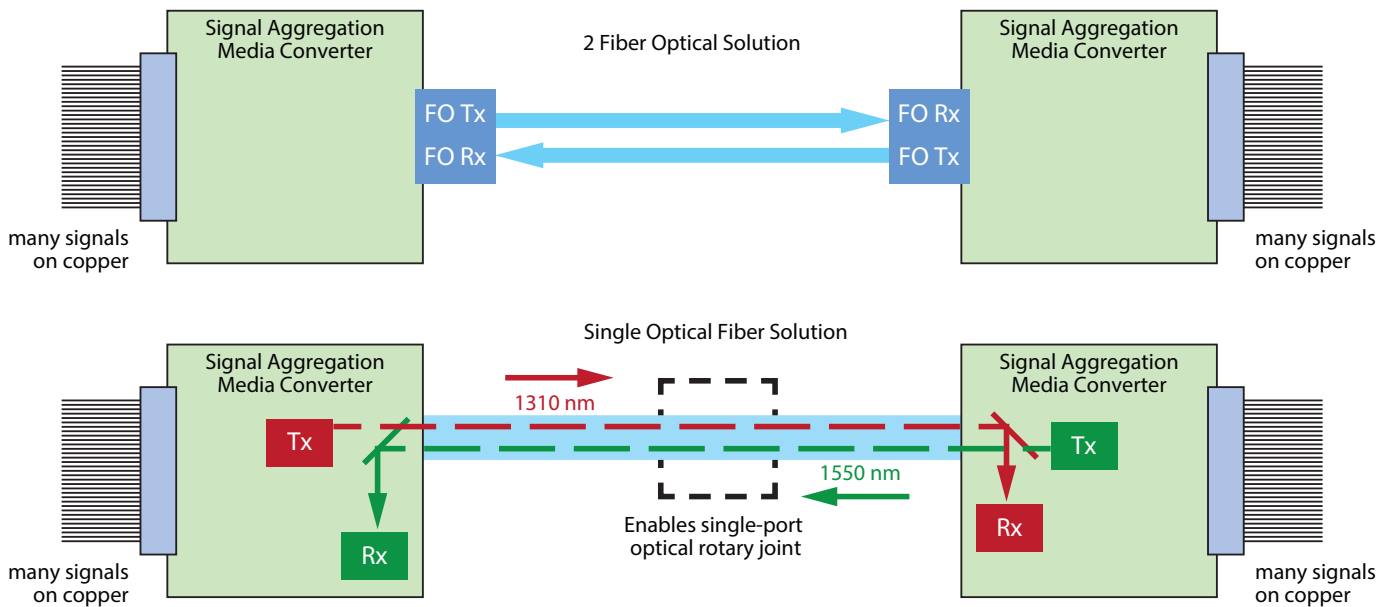 Signal Aggregation
Media Converter
2 Fiber Optical Solution
Signal Aggregation
Media Converter
FO Tx
FO Rx
FO Rx
FO Tx
many signals
on copper
many signals
on copper
Single Optical Fiber Solution
Signal Aggregation
Media Converter
Signal Aggregation
Media Converter
1310 nm
Tx
Tx
1550 nm
Rx
Rx
Enables single-port
optical rotary joint
many signals
on copper
many signals
on copper